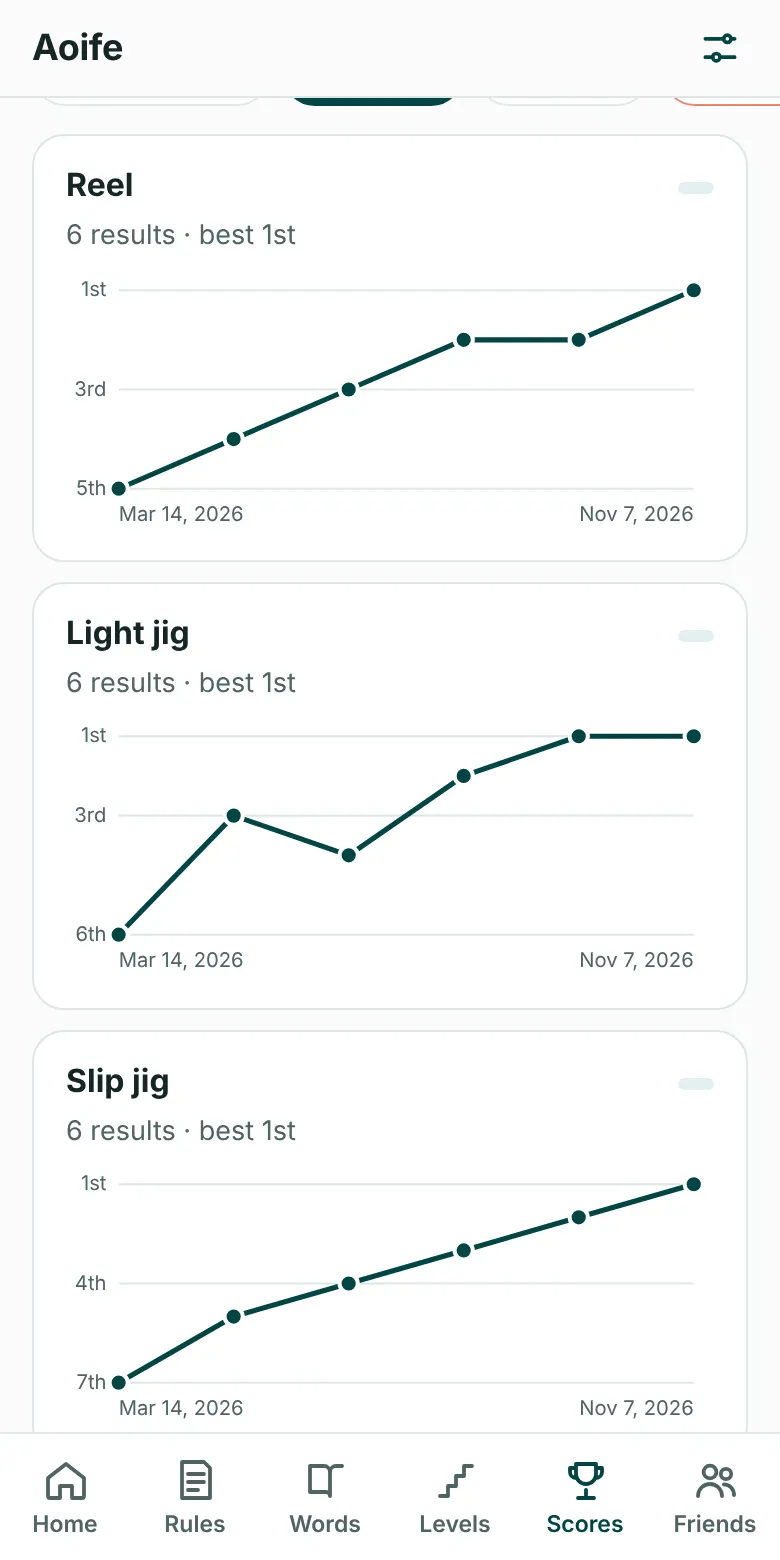 Aoife
Reel
6 results · best 1st
1st
3rd
5th
Mar 14, 2026 Nov 7, 2026
Light jig
6 results · best 1st
1st
3rd
6th
Mar 14, 2026 Nov 7, 2026
Slip jig
6 results · best 1st
1st
4th
7th
Mar 14, 2026 Nov 7, 2026
Home Rules Words Levels Scores Friends